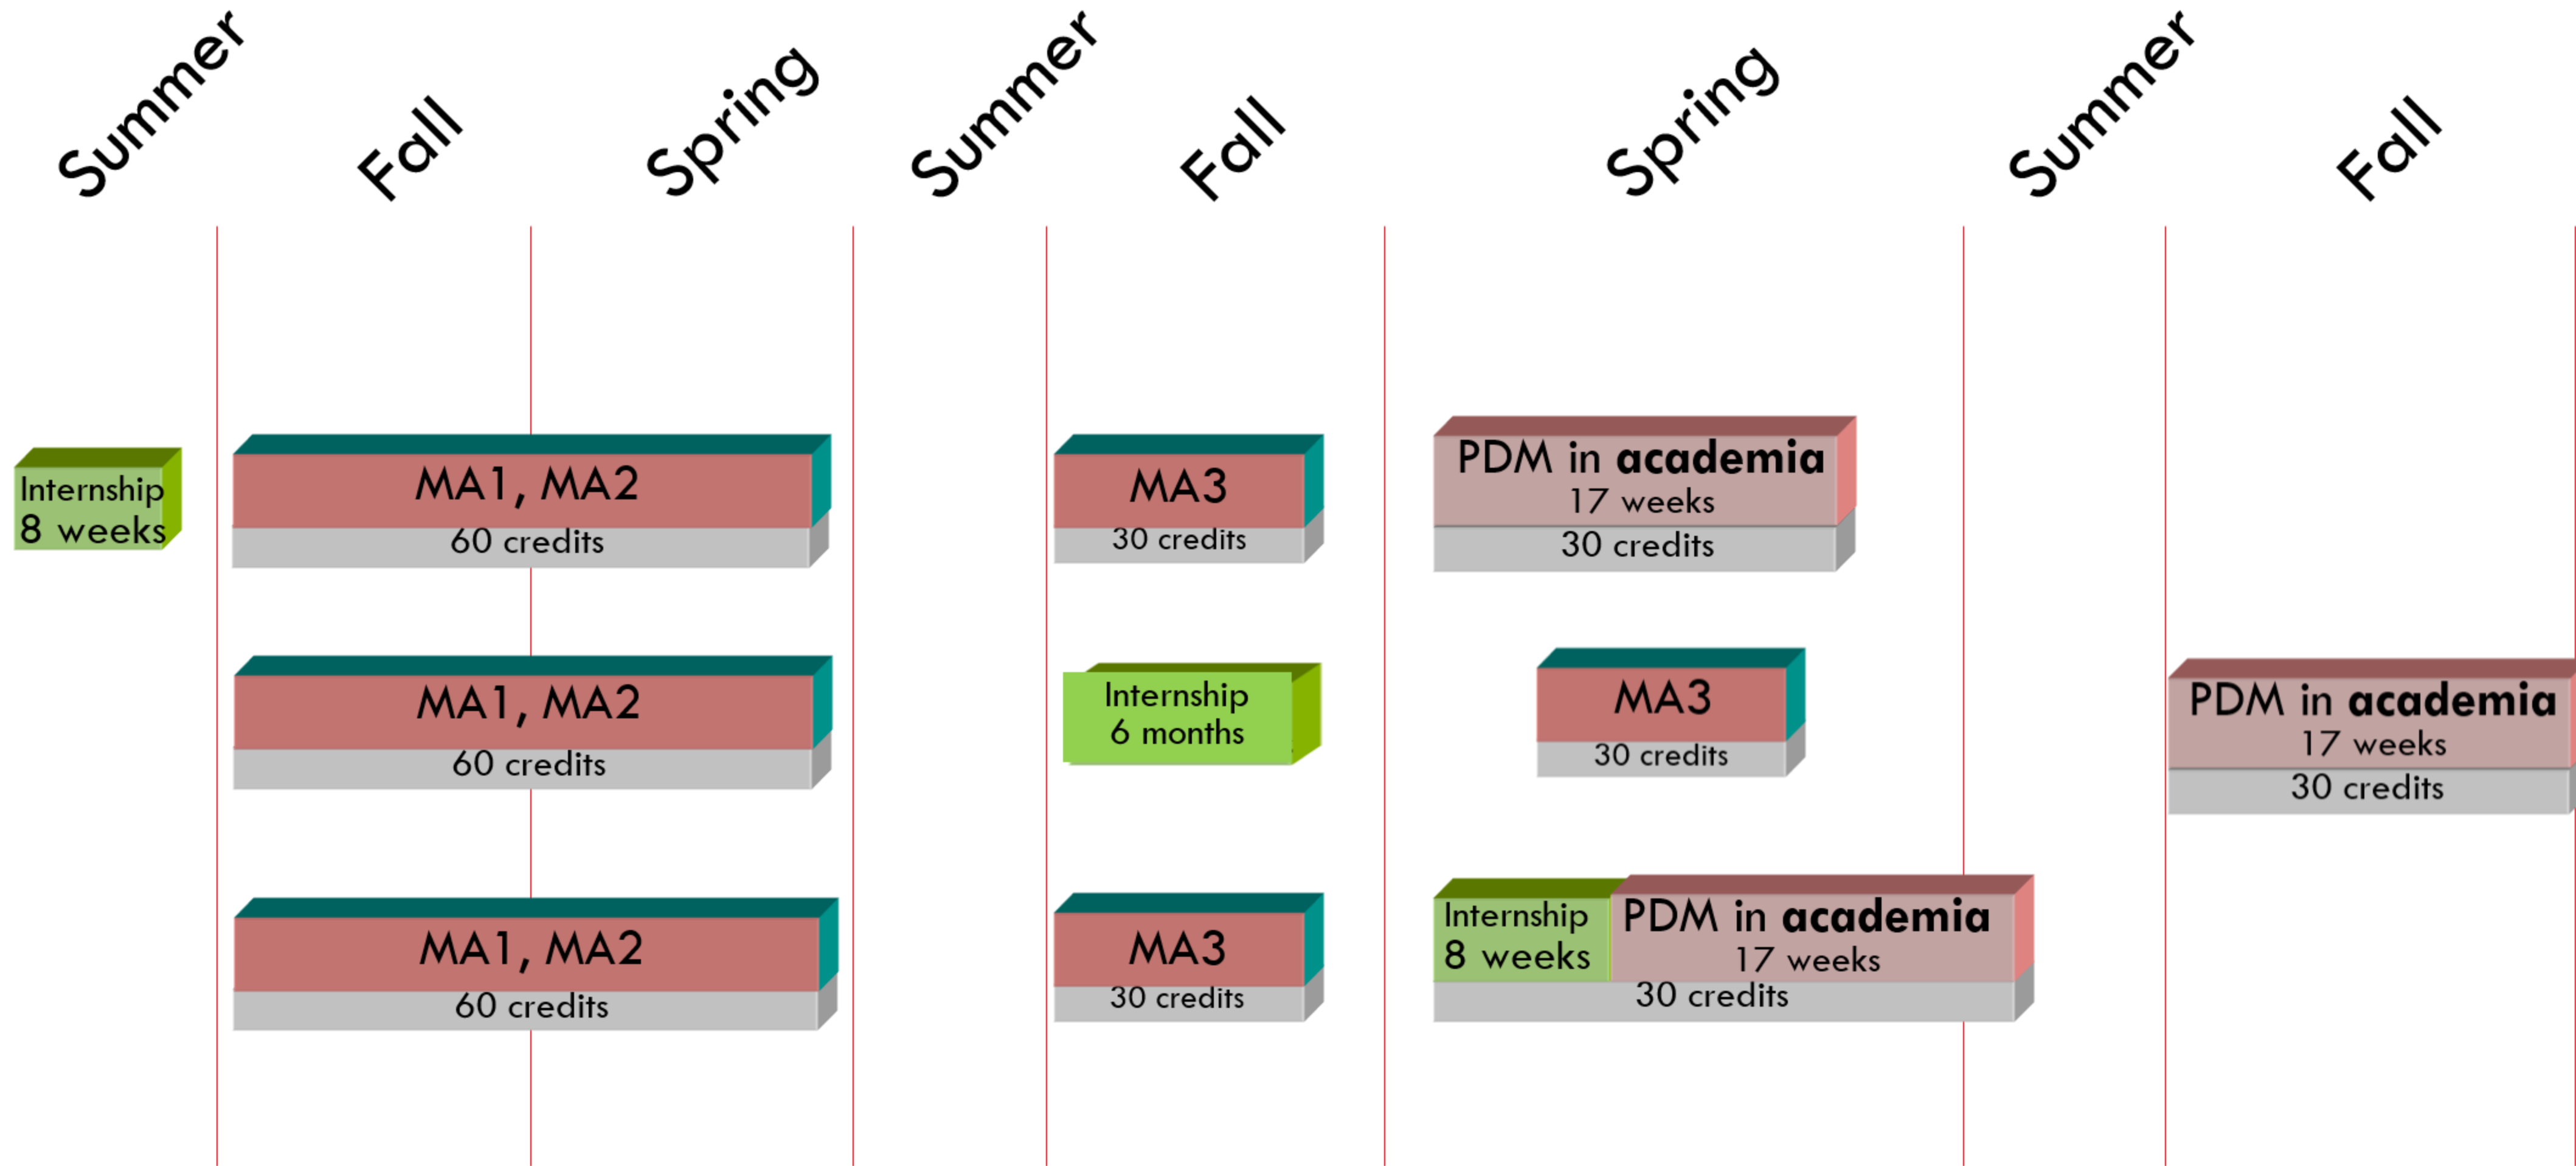 Summer
Fall
Spring
Summer
Fall
Spring
Summer
Fall
Internship
8 weeks
MA1, MA2
60 credits
MA3
30 credits
PDM in academia
17 weeks
30 credits
MA1, MA2
60 credits
Internship
6 months
MA3
30 credits
PDM in academia
17 weeks
30 credits
MA1, MA2
60 credits
MA3
30 credits
Internship
8 weeks
PDM in academia
17 weeks
30 credits